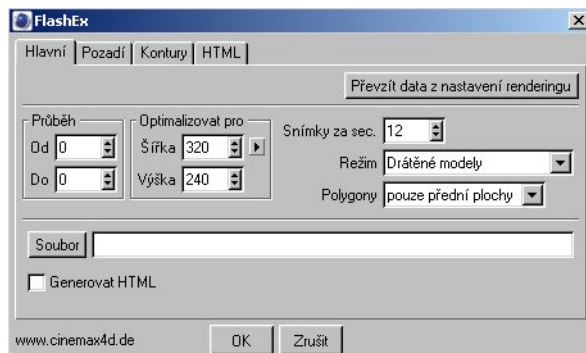 FlashEx
Hlavní Pozadí Kontury HTML
Převzít data z nastavení renderingu
Průběh
Od 0
Do 0
Optimalizovat pro
Šířka 320
Výška 240
Snímky za sec. 12
Režim Drátěné modely
Polygony pouze přední plochy
Soubor
Generovat HTML
www.cinemax4d.de OK Zrušit